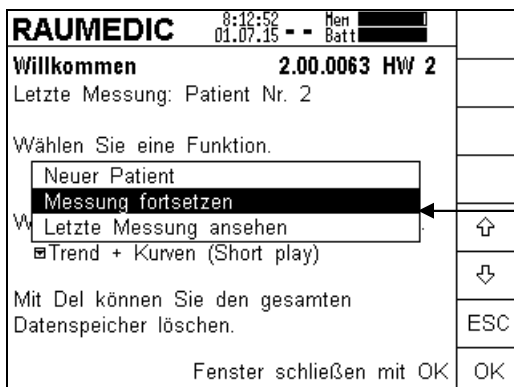 RAUMEDIC 8:12:52 Mem
01.07.15 - - Batt
Willkommen 2.00.0063 HW 2
Letzte Messung: Patient Nr. 2
Wählen Sie eine Funktion.
Neuer Patient
Messung fortsetzen
W Letzte Messung ansehen
Trend + Kurven (Short play)
Mit Del können Sie den gesamten
Datenspeicher löschen.
ESC
Fenster schließen mit OK OK